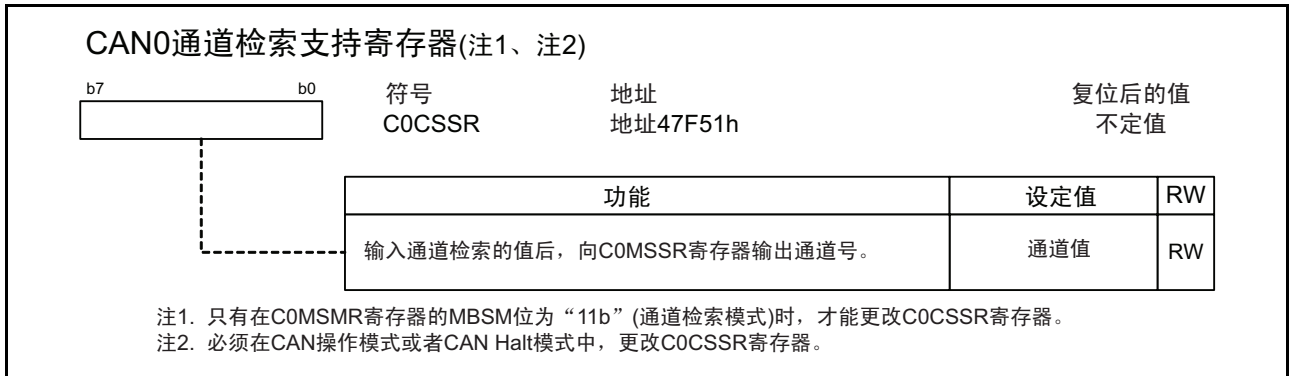 CAN0通道检索支持寄存器(注1、注2)
b7 b0 符号 地址 复位后的值
C0CSSR 地址47F51h 不定值
功能 设定值 RW
输入通道检索的值后，向C0MSSR寄存器输出通道号。 通道值 RW
注1. 只有在C0MSMR寄存器的MBSM位为“11b”(通道检索模式)时，才能更改C0CSSR寄存器。
注2. 必须在CAN操作模式或者CAN Halt模式中，更改C0CSSR寄存器。